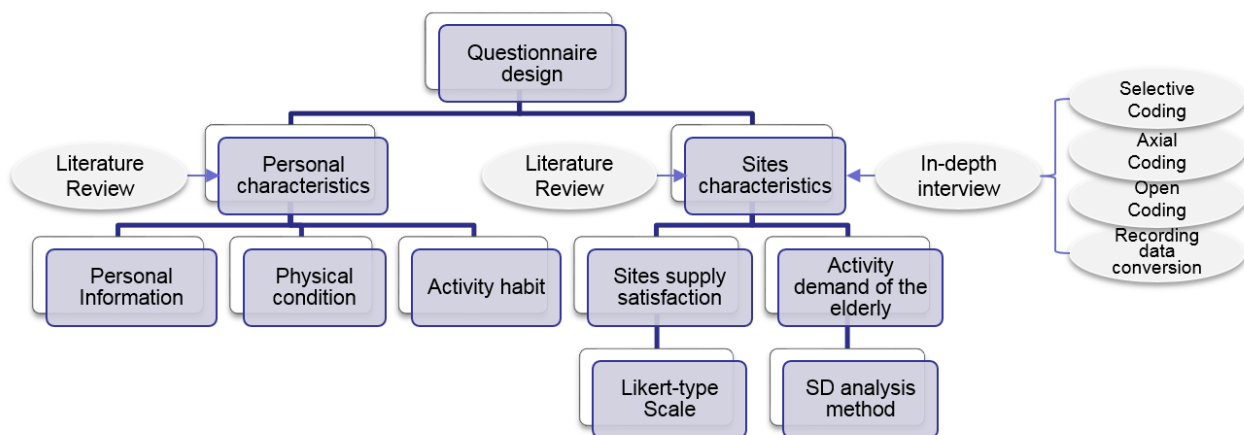 Questionnaire
design
Literature
Review
Personal
characteristics
Literature
Review
Sites
characteristics
In-depth
interview
Selective
Coding
Axial
Coding
Open
Coding
Recording
data
conversion
Personal
Information
Physical
condition
Activity habit
Sites supply
satisfaction
Activity
demand of the
elderly
Likert-type
Scale
SD analysis
method